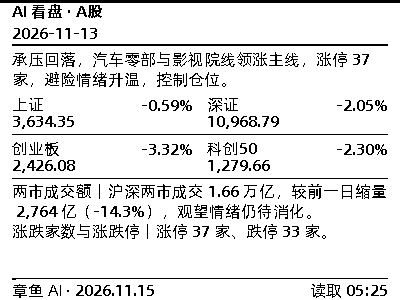 AI 看盘 · A股
2026-11-13
承压回落，汽车零部与影视院线领涨主线，涨停 37
家，避险情绪升温，控制仓位。
上证 -0.59% 深证 -2.05%
3,634.35 10,968.79
创业板 -3.32% 科创50 -2.30%
2,426.08 1,279.66
两市成交额｜沪深两市成交 1.66 万亿，较前一日缩量
2,764 亿（-14.3%），观望情绪仍待消化。
涨跌家数与涨跌停｜涨停 37 家、跌停 33 家。
章鱼 AI · 2026.11.15 读取 05:25